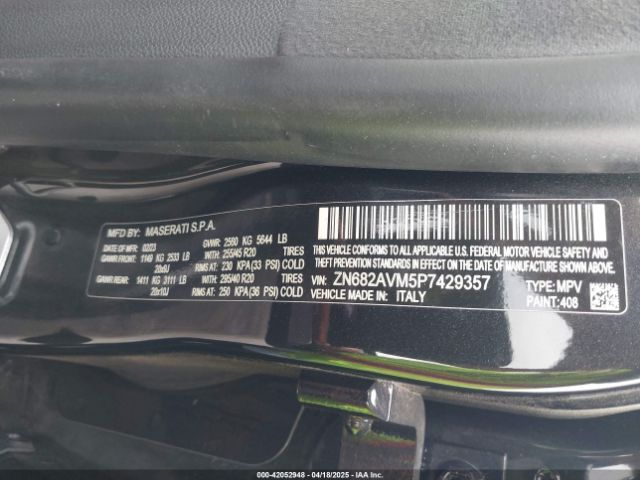 MFD BY: MASERATI S.P.A.
DATE OF MFR: 02/23 GVWR: 2560 KG 5644 LB
GAWR FRONT: 1149 KG 2533 LB 255/45 R20 TIRES
20x9J RIMS AT: 230 KPA(33 PSI) COLD
GAWR REAR: 1411 KG 3111 LB 295/40 R20 TIRES
20x10J RIMS AT: 250 KPA(36 PSI) COLD
THIS VEHICLE CONFORMS TO ALL APPLICABLE U.S. FEDERAL MOTOR VEHICLE SAFETY
AND THEFT PREVENTION STANDARDS IN EFFECT ON THE DATE OF MANUFACTURE SHOWN ABOVE.
VIN: ZN682AVM5P7429357 TYPE: MPV
VEHICLE MADE IN: ITALY PAINT: 408
000-42052948 - 04/18/2025 - IAA Inc.